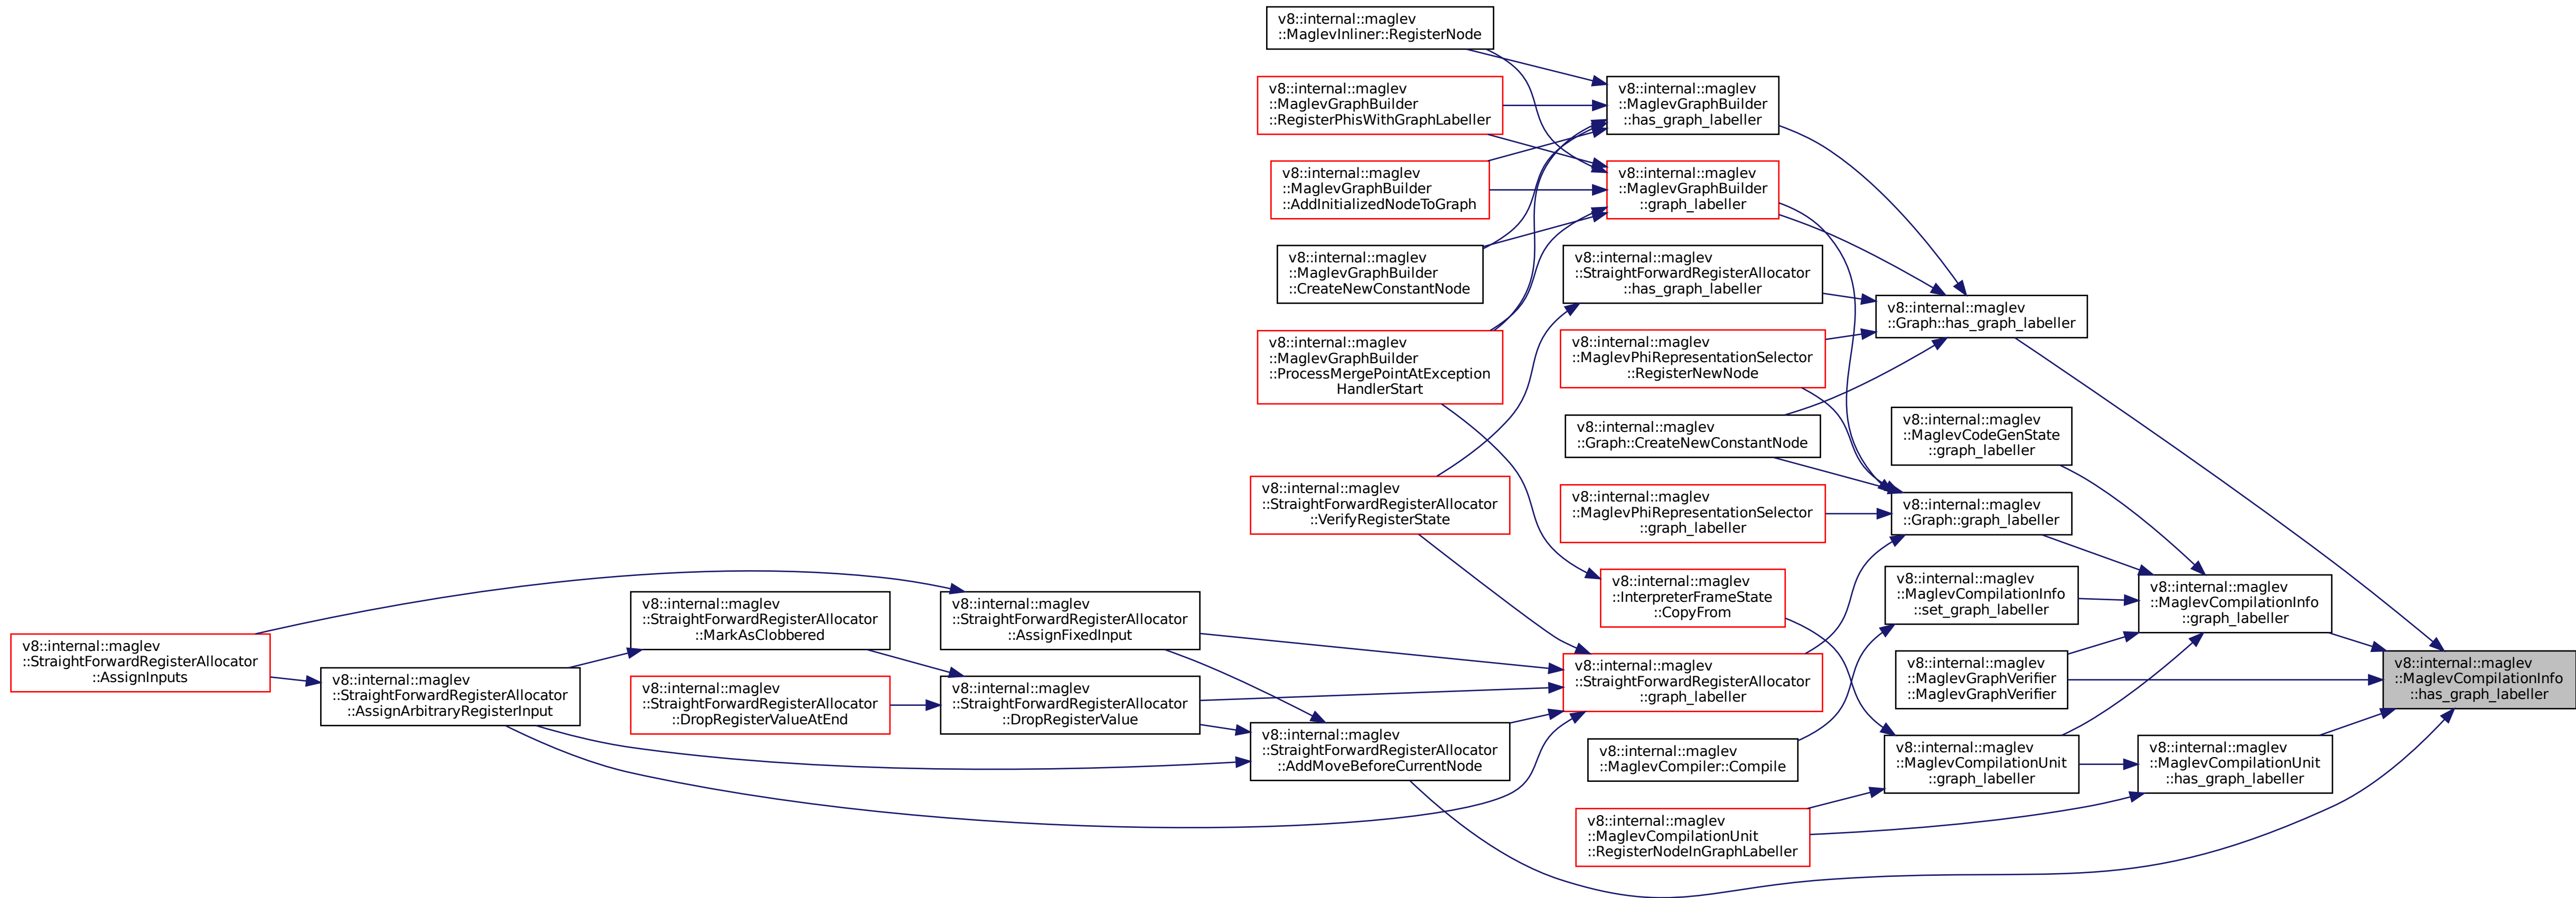 v8::internal::maglev
::MaglevInliner::RegisterNode
v8::internal::maglev
::MaglevGraphBuilder
::RegisterPhisWithGraphLabeller
v8::internal::maglev
::MaglevGraphBuilder
::AddInitializedNodeToGraph
v8::internal::maglev
::MaglevGraphBuilder
::CreateNewConstantNode
v8::internal::maglev
::MaglevGraphBuilder
::ProcessMergePointAtException
HandlerStart
v8::internal::maglev
::StraightForwardRegisterAllocator
::VerifyRegisterState
v8::internal::maglev
::MaglevGraphBuilder
::has_graph_labeller
v8::internal::maglev
::MaglevGraphBuilder
::graph_labeller
v8::internal::maglev
::StraightForwardRegisterAllocator
::has_graph_labeller
v8::internal::maglev
::MaglevPhiRepresentationSelector
::RegisterNewNode
v8::internal::maglev
::Graph::CreateNewConstantNode
v8::internal::maglev
::MaglevPhiRepresentationSelector
::graph_labeller
v8::internal::maglev
::InterpreterFrameState
::CopyFrom
v8::internal::maglev
::StraightForwardRegisterAllocator
::graph_labeller
v8::internal::maglev
::MaglevCompiler::Compile
v8::internal::maglev
::MaglevCompilationUnit
::RegisterNodeInGraphLabeller
v8::internal::maglev
::Graph::has_graph_labeller
v8::internal::maglev
::MaglevCodeGenState
::graph_labeller
v8::internal::maglev
::Graph::graph_labeller
v8::internal::maglev
::MaglevCompilationInfo
::set_graph_labeller
v8::internal::maglev
::MaglevGraphVerifier
::MaglevGraphVerifier
v8::internal::maglev
::MaglevCompilationUnit
::graph_labeller
v8::internal::maglev
::MaglevCompilationInfo
::graph_labeller
v8::internal::maglev
::MaglevCompilationUnit
::has_graph_labeller
v8::internal::maglev
::MaglevCompilationInfo
::has_graph_labeller
v8::internal::maglev
::StraightForwardRegisterAllocator
::AssignInputs
v8::internal::maglev
::StraightForwardRegisterAllocator
::AssignArbitraryRegisterInput
v8::internal::maglev
::StraightForwardRegisterAllocator
::MarkAsClobbered
v8::internal::maglev
::StraightForwardRegisterAllocator
::DropRegisterValueAtEnd
v8::internal::maglev
::StraightForwardRegisterAllocator
::AssignFixedInput
v8::internal::maglev
::StraightForwardRegisterAllocator
::DropRegisterValue
v8::internal::maglev
::StraightForwardRegisterAllocator
::AddMoveBeforeCurrentNode